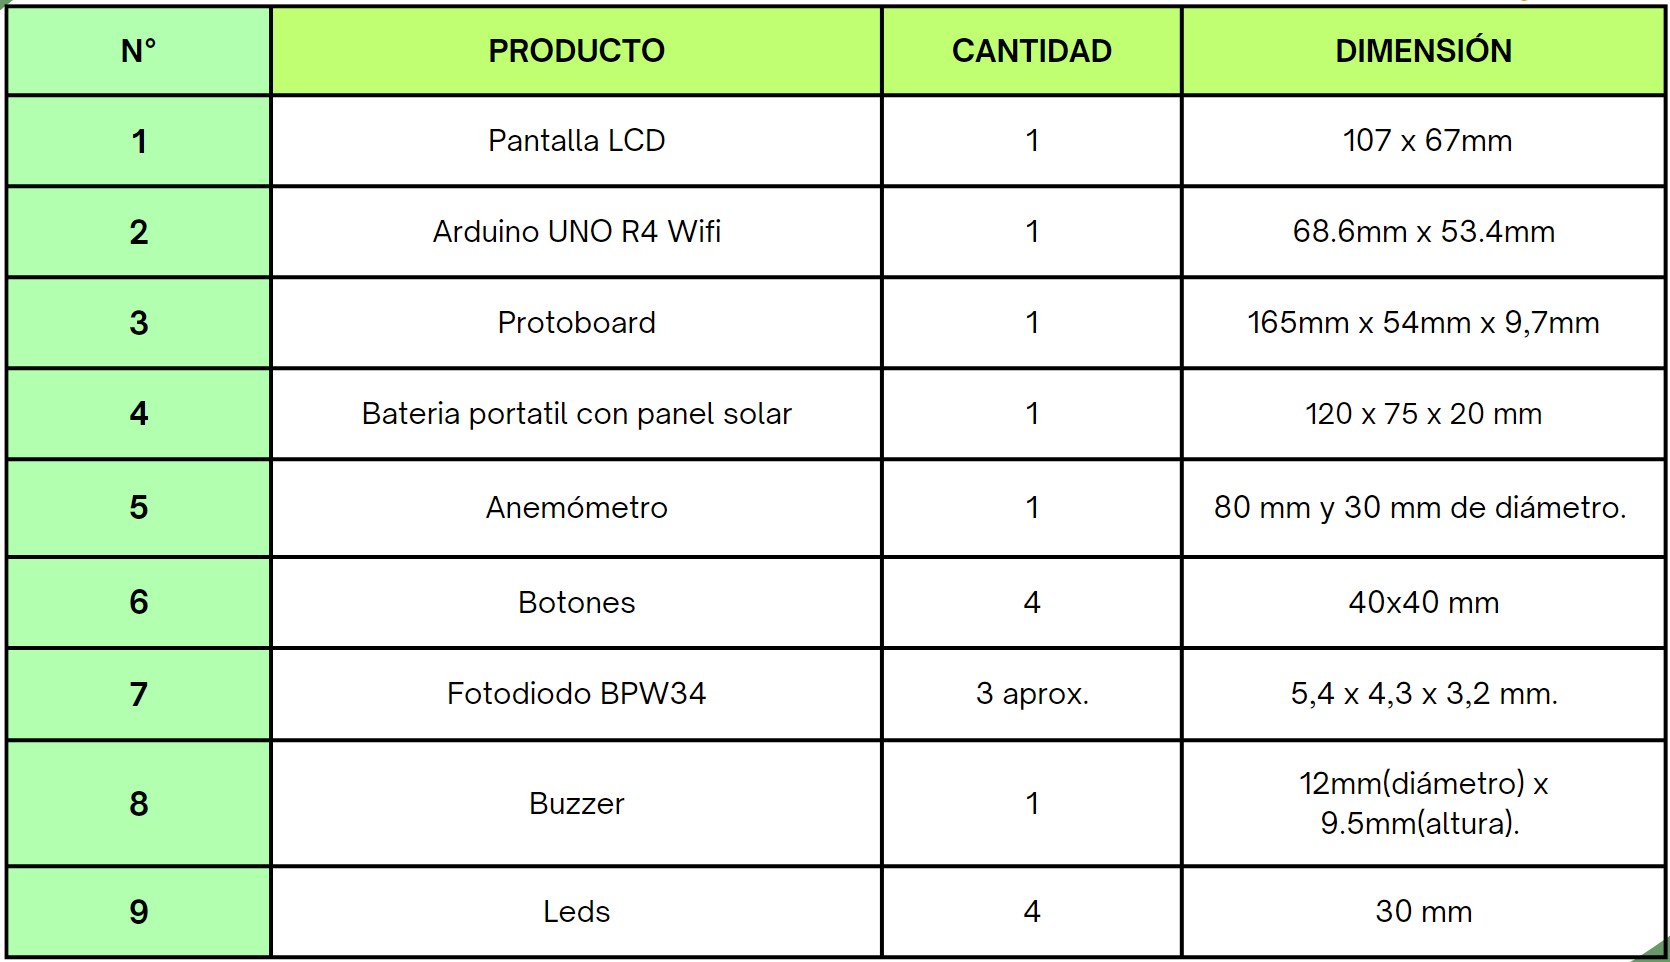 N° PRODUCTO CANTIDAD DIMENSIÓN
1 Pantalla LCD 1 107 x 67mm
2 Arduino UNO R4 Wifi 1 68.6mm x 53.4mm
3 Protoboard 1 165mm x 54mm x 9,7mm
4 Bateria portatil con panel solar 1 120 x 75 x 20 mm
5 Anemómetro 1 80 mm y 30 mm de diámetro.
6 Botones 4 40x40 mm
7 Fotodiodo BPW34 3 aprox. 5,4 x 4,3 x 3,2 mm.
8 Buzzer 1 12mm(diámetro) x
9.5mm(altura).
9 Leds 4 30 mm